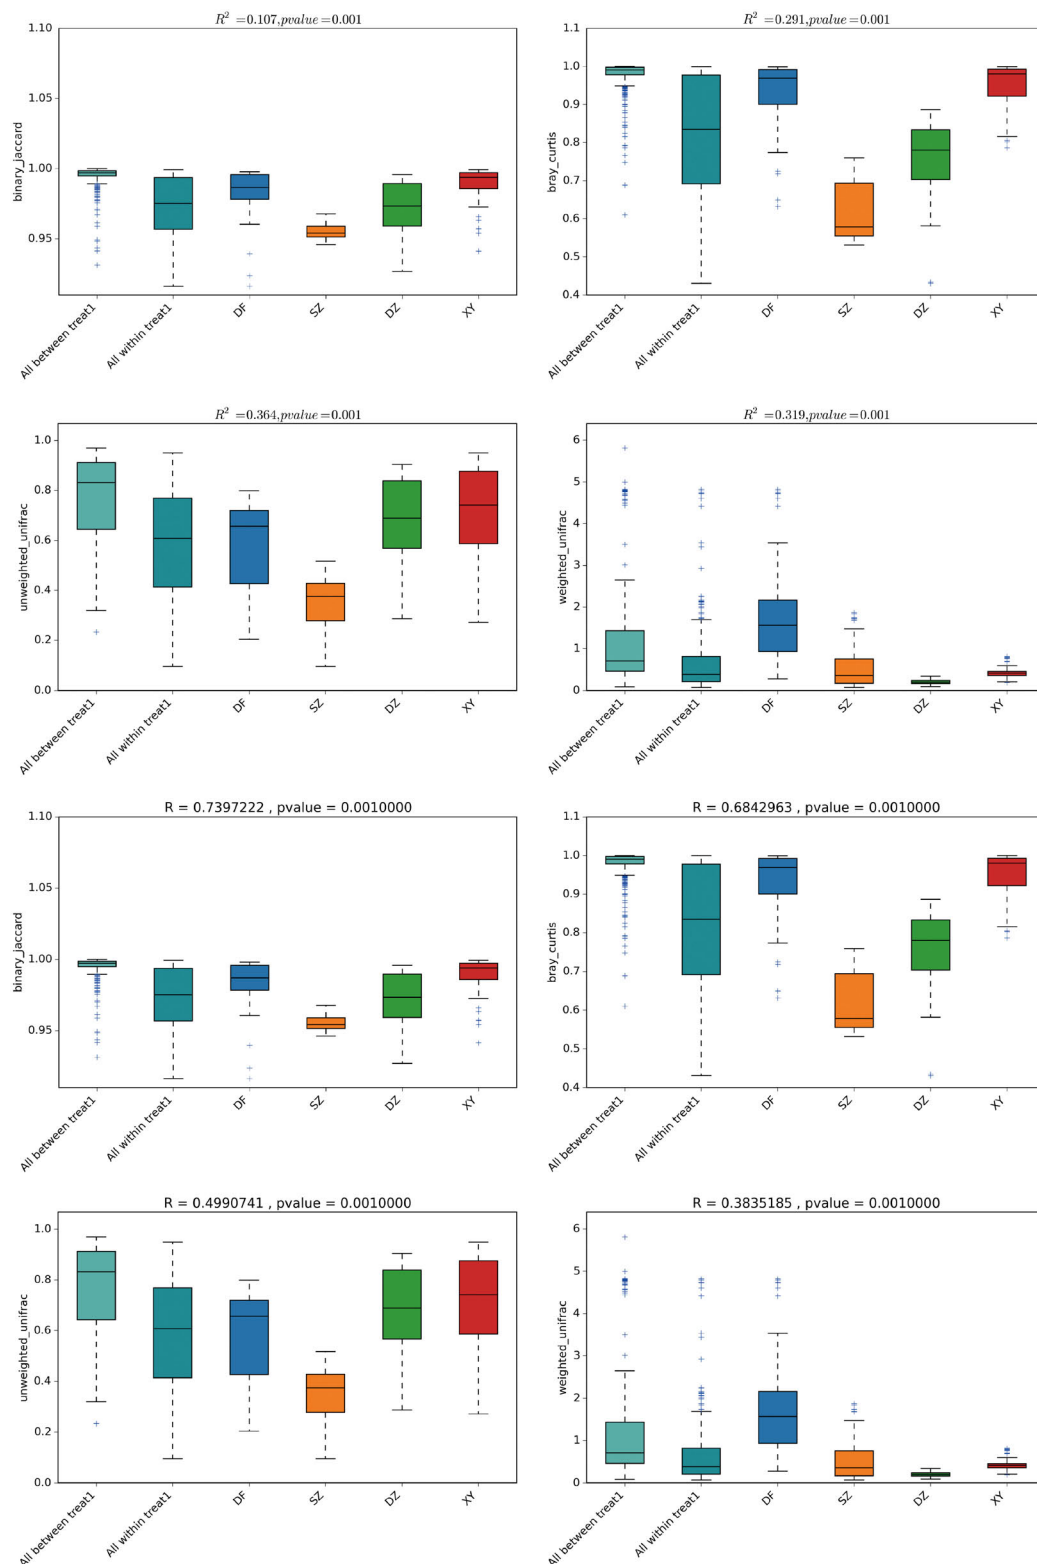 R² =0.107,pvalue=0.001
1.10
1.05
1.00
0.95
binary_jaccard
All between treat1
All within treat1
DF
SZ
DZ
XY
R² =0.291,pvalue=0.001
1.1
1.0
0.9
0.8
0.7
0.6
0.5
0.4
bray_curtis
All between treat1
All within treat1
DF
SZ
DZ
XY
R² =0.364,pvalue=0.001
1.0
0.8
0.6
0.4
0.2
0.0
unweighted_unifrac
All between treat1
All within treat1
DF
SZ
DZ
XY
R² =0.319,pvalue=0.001
6
5
4
3
2
1
0
weighted_unifrac
All between treat1
All within treat1
DF
SZ
DZ
XY
R = 0.7397222 , pvalue = 0.0010000
1.10
1.05
1.00
0.95
binary_jaccard
All between treat1
All within treat1
DF
SZ
DZ
XY
R = 0.6842963 , pvalue = 0.0010000
1.1
1.0
0.9
0.8
0.7
0.6
0.5
0.4
bray_curtis
All between treat1
All within treat1
DF
SZ
DZ
XY
R = 0.4990741 , pvalue = 0.0010000
1.0
0.8
0.6
0.4
0.2
0.0
unweighted_unifrac
All between treat1
All within treat1
DF
SZ
DZ
XY
R = 0.3835185 , pvalue = 0.0010000
6
5
4
3
2
1
0
weighted_unifrac
All between treat1
All within treat1
DF
SZ
DZ
XY